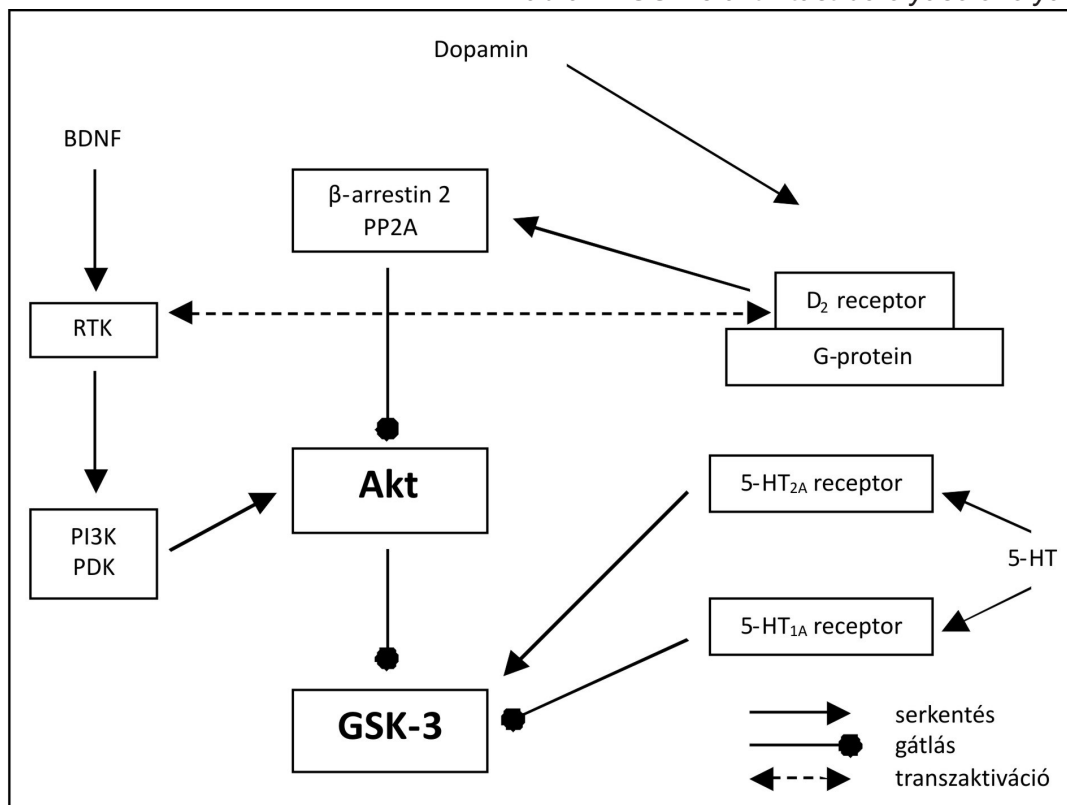 Dopamin
BDNF
β-arrestin 2
PP2A
RTK
D₂ receptor
G-protein
Akt
5-HT₂A receptor
PI3K
PDK
5-HT
5-HT₁A receptor
GSK-3
serkentés
gátlás
transzaktiváció